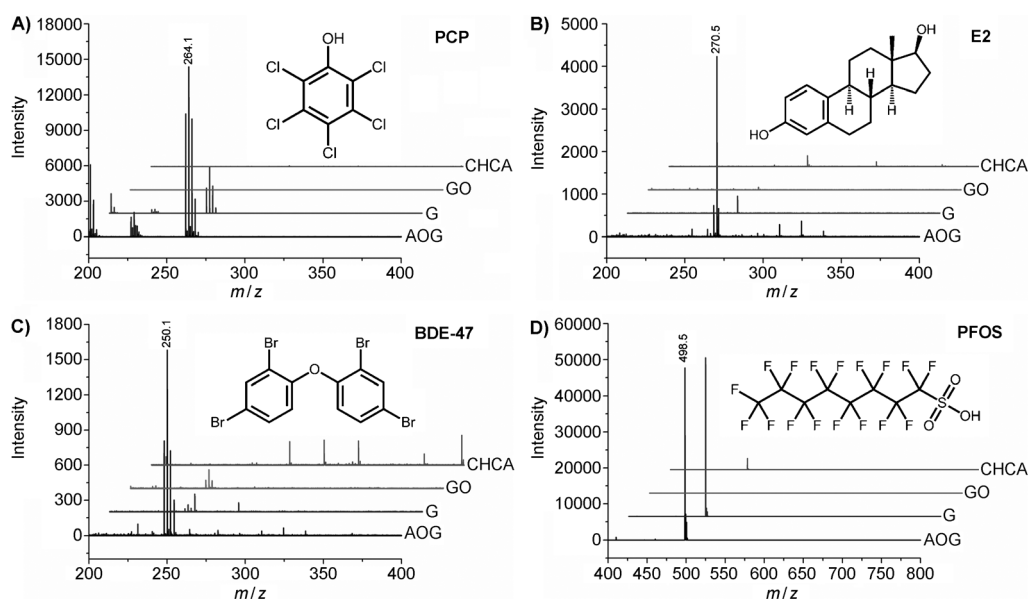 A)
PCP
Intensity
18000
15000
12000
9000
6000
3000
0
264.1
OH
Cl
Cl
Cl
Cl
Cl
CHCA
GO
G
AOG
200
250
300
350
400
m / z
B)
E2
Intensity
5000
4000
3000
2000
1000
0
270.5
OH
H
H
H
HO
CHCA
GO
G
AOG
200
250
300
350
400
m / z
C)
BDE-47
Intensity
1800
1500
1200
900
600
300
0
250.1
Br
Br
O
Br
Br
CHCA
GO
G
AOG
200
250
300
350
400
m / z
D)
PFOS
Intensity
60000
50000
40000
30000
20000
10000
0
498.5
F F F F F F F F
F
O
S
OH
O
F F F F F F F F
CHCA
GO
G
AOG
400 450 500 550 600 650 700 750 800
m / z